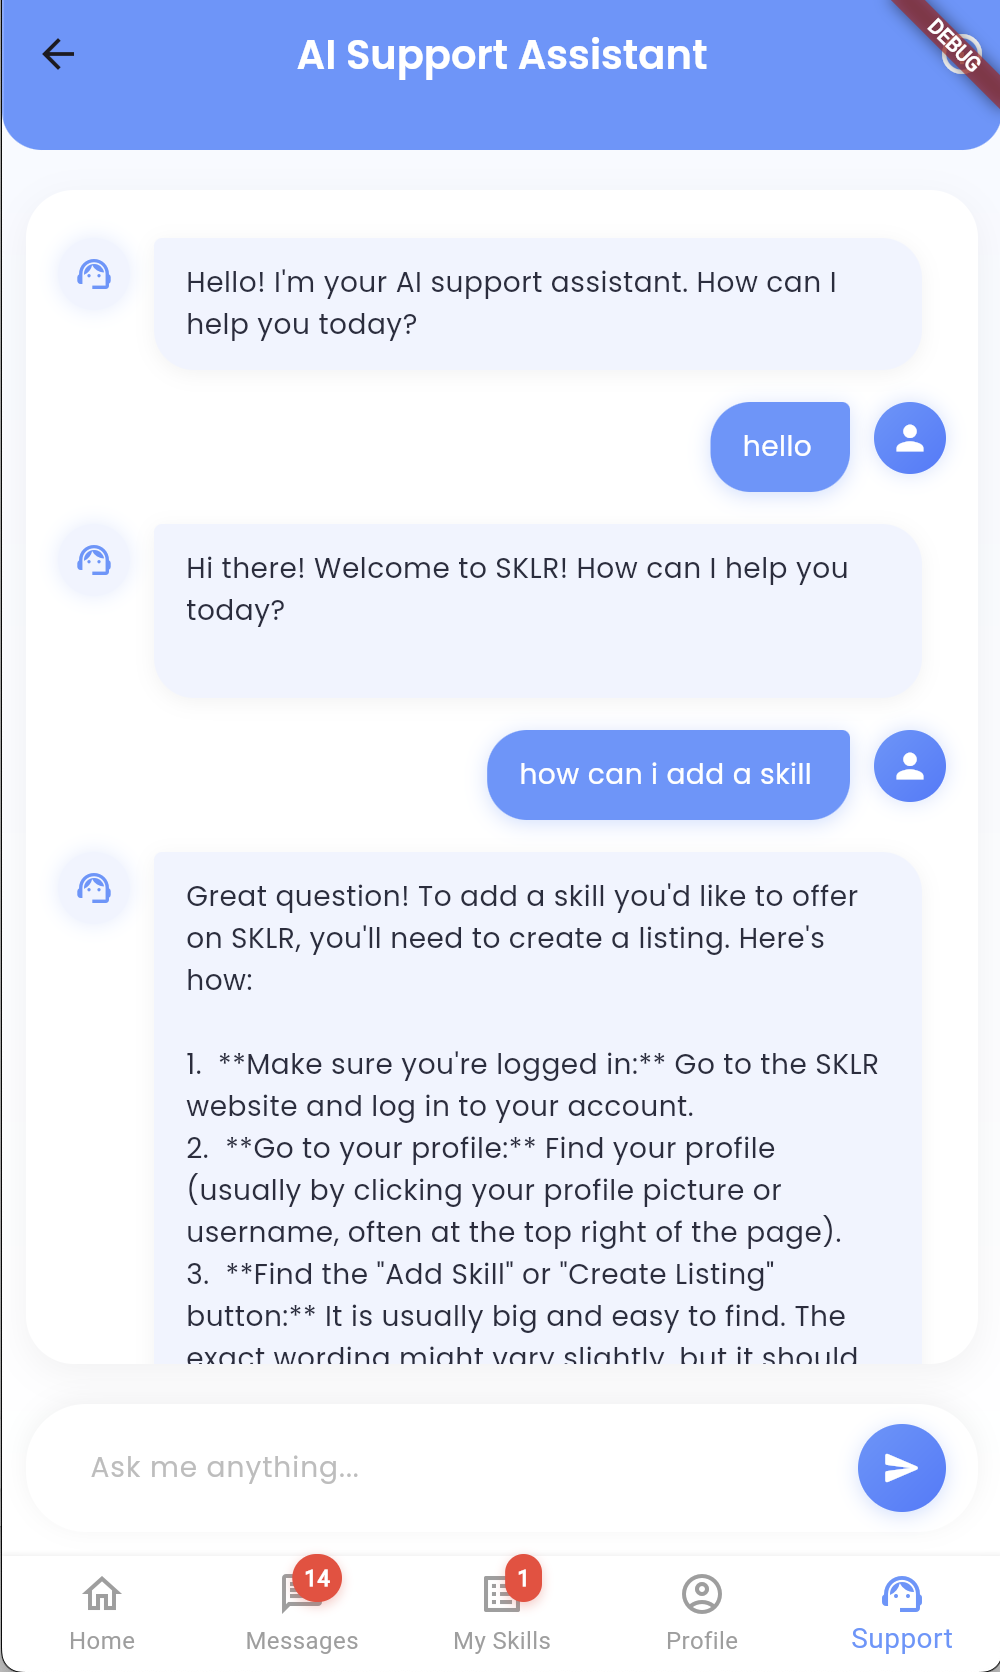 AI Support Assistant
DEBUG
Hello! I'm your AI support assistant. How can I
help you today?
hello
Hi there! Welcome to SKLR! How can I help you
today?
how can i add a skill
Great question! To add a skill you'd like to offer
on SKLR, you'll need to create a listing. Here's
how:
1.  **Make sure you're logged in:** Go to the SKLR
website and log in to your account.
2.  **Go to your profile:** Find your profile
(usually by clicking your profile picture or
username, often at the top right of the page).
3.  **Find the "Add Skill" or "Create Listing"
button:** It is usually big and easy to find. The
exact wording might vary slightly, but it should
Ask me anything...
14
1
Home
Messages
My Skills
Profile
Support